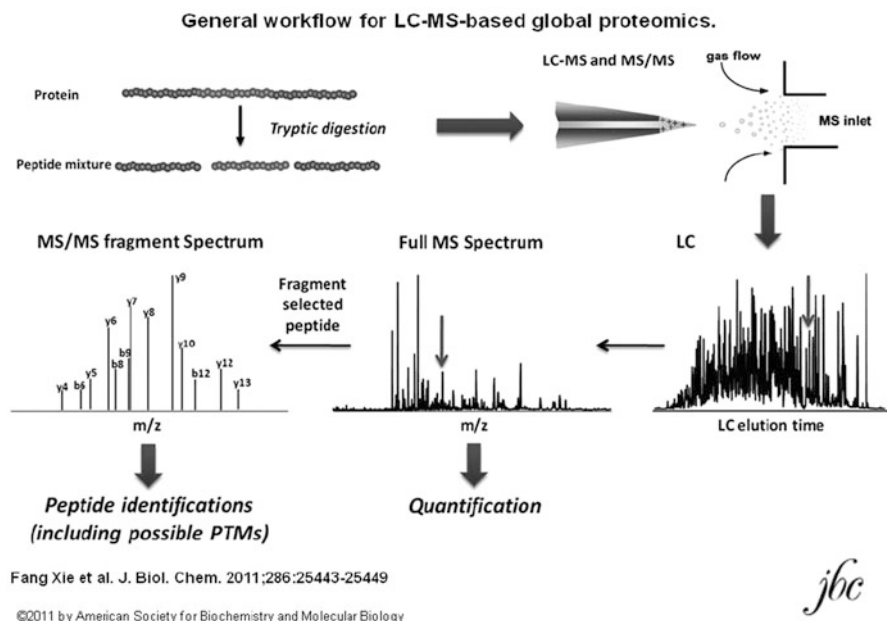 General workflow for LC-MS-based global proteomics.
LC-MS and MS/MS
gas flow
Protein
Tryptic digestion
MS inlet
Peptide mixture
MS/MS fragment Spectrum
Full MS Spectrum
LC
Fragment
selected
peptide
y9
y7
y8
y6
y10
b9
b8
y12
y5
b12
b6
y4
y13
m/z
m/z
LC elution time
Peptide identifications
(including possible PTMs)
Quantification
Fang Xie et al. J. Biol. Chem. 2011;286:25443-25449
jbc
©2011 by American Society for Biochemistry and Molecular Biology